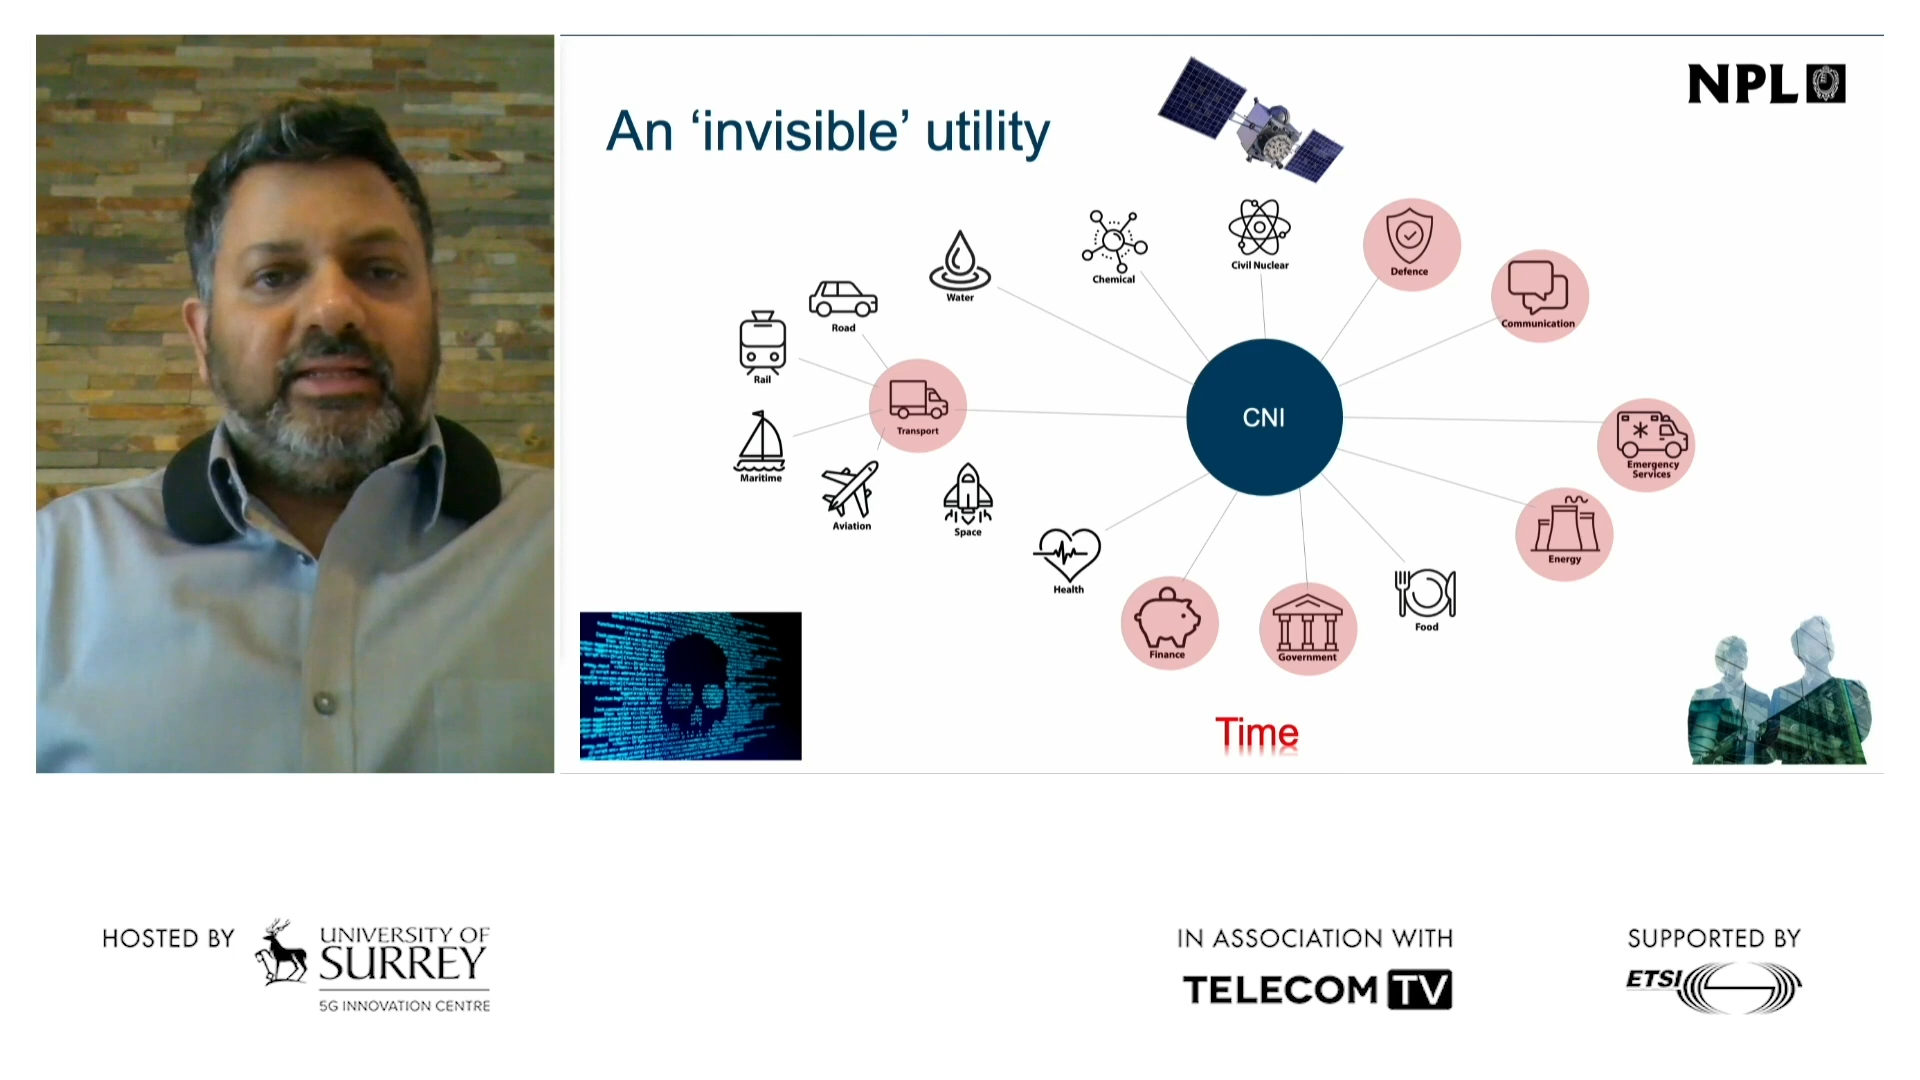 NPL
An ‘invisible’ utility
Chemical
Civil Nuclear
Defence
Water
Communication
Road
Rail
Transport
CNI
Maritime
Emergency
Services
Aviation
Space
Energy
Health
Food
Finance
Government
Time
HOSTED BY
UNIVERSITY OF
SURREY
5G INNOVATION CENTRE
IN ASSOCIATION WITH
TELECOM TV
SUPPORTED BY
ETSI